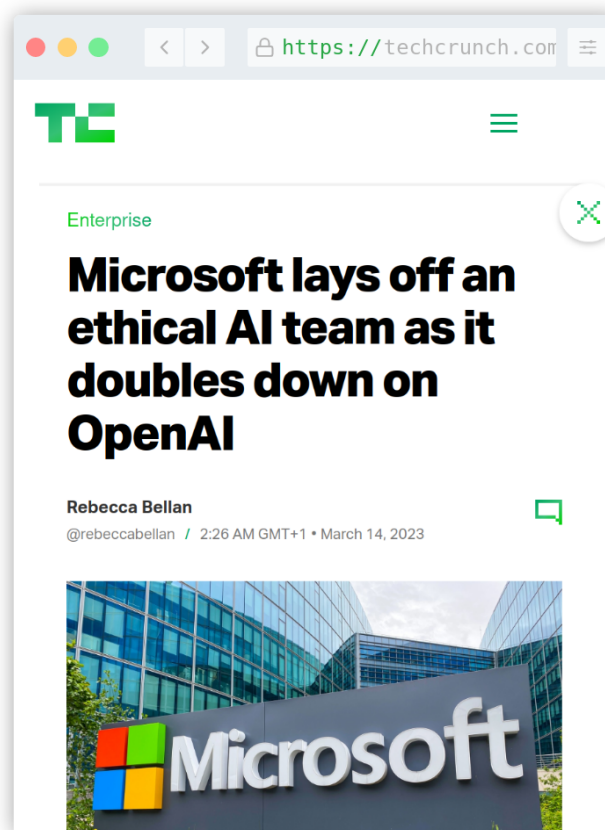 https://techcrunch.com
TC
Enterprise
Microsoft lays off an
ethical AI team as it
doubles down on
OpenAI
Rebecca Bellan
@rebeccabellan / 2:26 AM GMT+1 • March 14, 2023
Microsoft